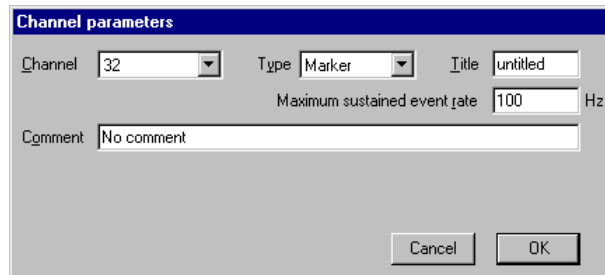 Channel parameters
Channel 32 Type Marker Title untitled
Maximum sustained event rate 100 Hz
Comment No comment
Cancel OK